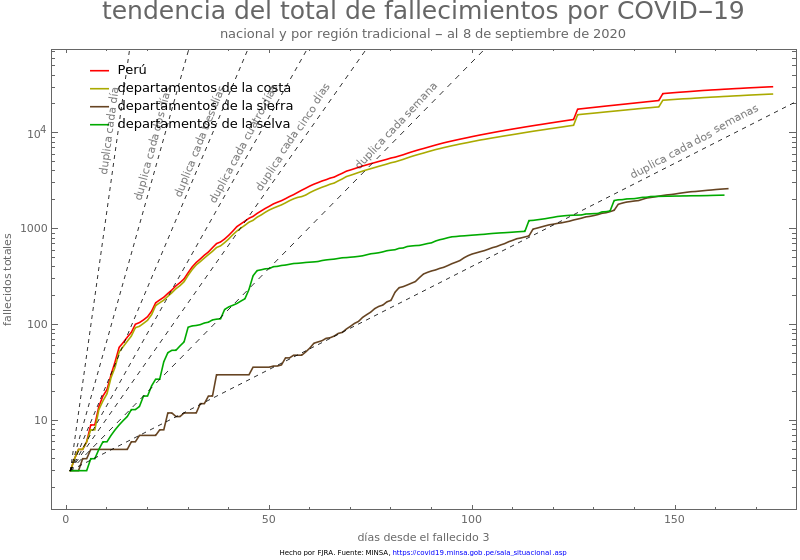 tendencia del total de fallecimientos por COVID−19
nacional y por región tradicional − al 8 de septiembre de 2020
Perú
departamentos de la costa
departamentos de la sierra
departamentos de la selva
duplica cada día
duplica cada dos días
duplica cada tres días
duplica cada cuatro días
duplica cada cinco días
duplica cada semana
duplica cada dos semanas
fallecidos totales
10^4
1000
100
10
0 50 100 150
días desde el fallecido 3
Hecho por FJRA. Fuente: MINSA, https://covid19.minsa.gob.pe/sala_situacional.asp